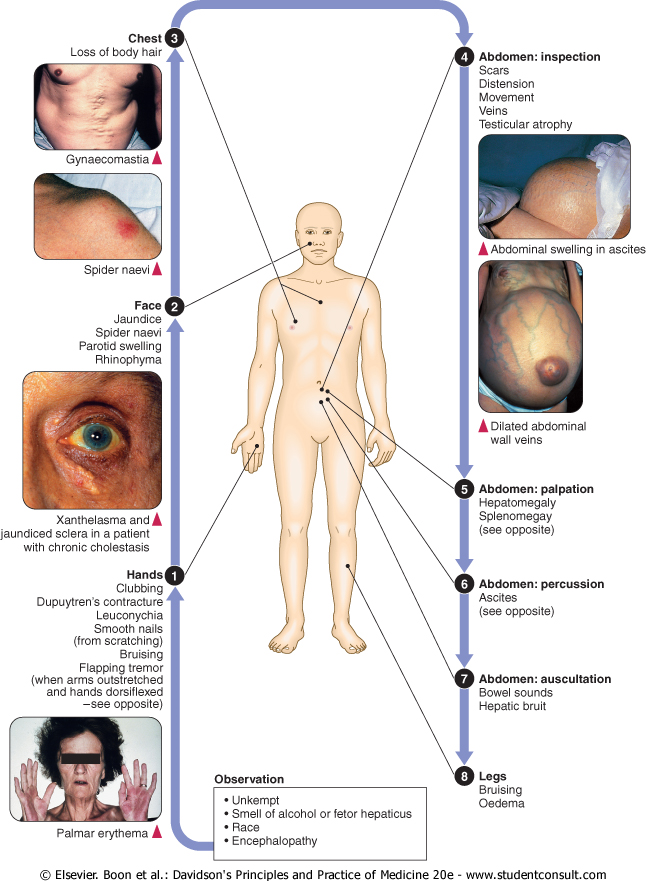 Chest
3
Loss of body hair
Gynaecomastia
Spider naevi
Face
2
Jaundice
Spider naevi
Parotid swelling
Rhinophyma
Xanthelasma and
jaundiced sclera in a patient
with chronic cholestasis
Hands
1
Clubbing
Dupuytren's contracture
Leuconychia
Smooth nails
(from scratching)
Bruising
Flapping tremor
(when arms outstretched
and hands dorsiflexed
–see opposite)
Palmar erythema
Observation
• Unkempt
• Smell of alcohol or fetor hepaticus
• Race
• Encephalopathy
4
Abdomen: inspection
Scars
Distension
Movement
Veins
Testicular atrophy
Abdominal swelling in ascites
Dilated abdominal
wall veins
5
Abdomen: palpation
Hepatomegaly
Splenomegay
(see opposite)
6
Abdomen: percussion
Ascites
(see opposite)
7
Abdomen: auscultation
Bowel sounds
Hepatic bruit
8
Legs
Bruising
Oedema
© Elsevier. Boon et al.: Davidson's Principles and Practice of Medicine 20e - www.studentconsult.com